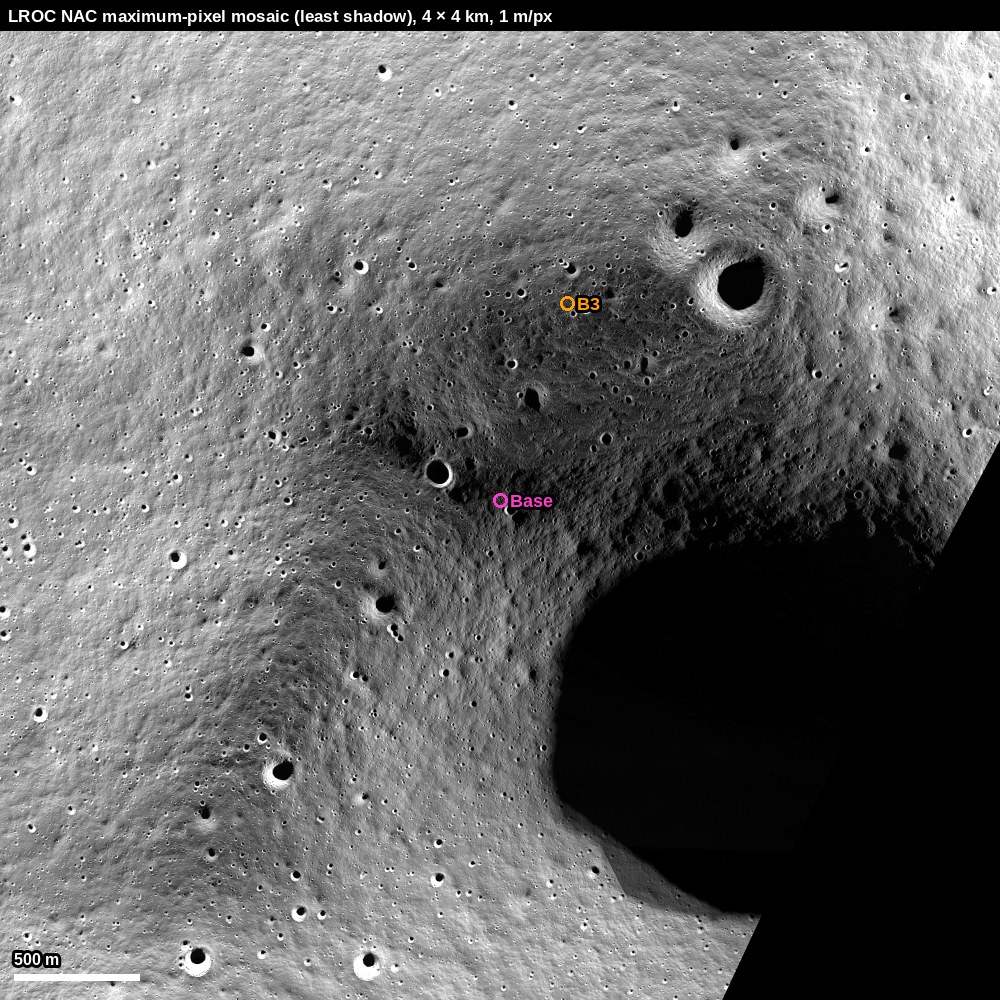 LROC NAC maximum-pixel mosaic (least shadow), 4 × 4 km, 1 m/px
B3
Base
500 m